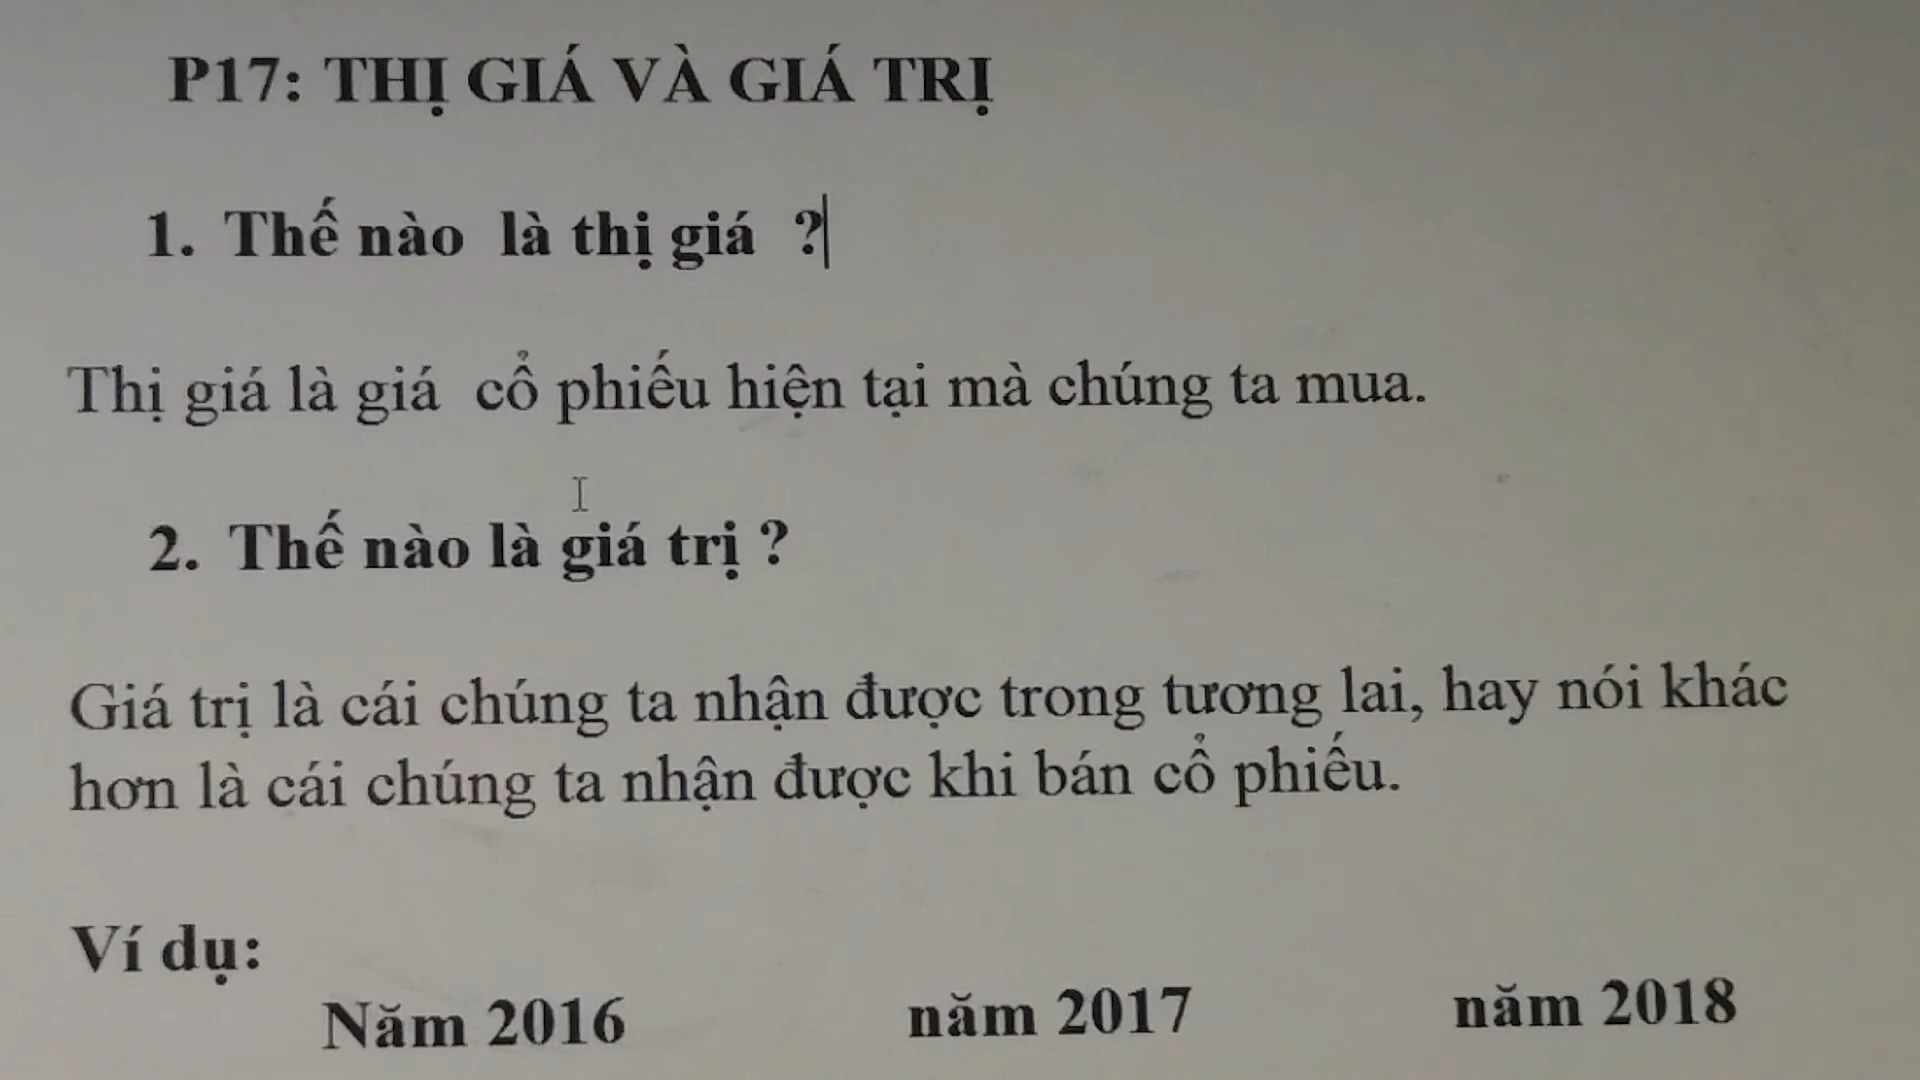 P17: THỊ GIÁ VÀ GIÁ TRỊ
1. Thế nào là thị giá ?
Thị giá là giá cổ phiếu hiện tại mà chúng ta mua.
2. Thế nào là giá trị ?
Giá trị là cái chúng ta nhận được trong tương lai, hay nói khác
hơn là cái chúng ta nhận được khi bán cổ phiếu.
Ví dụ:
Năm 2016 năm 2017 năm 2018